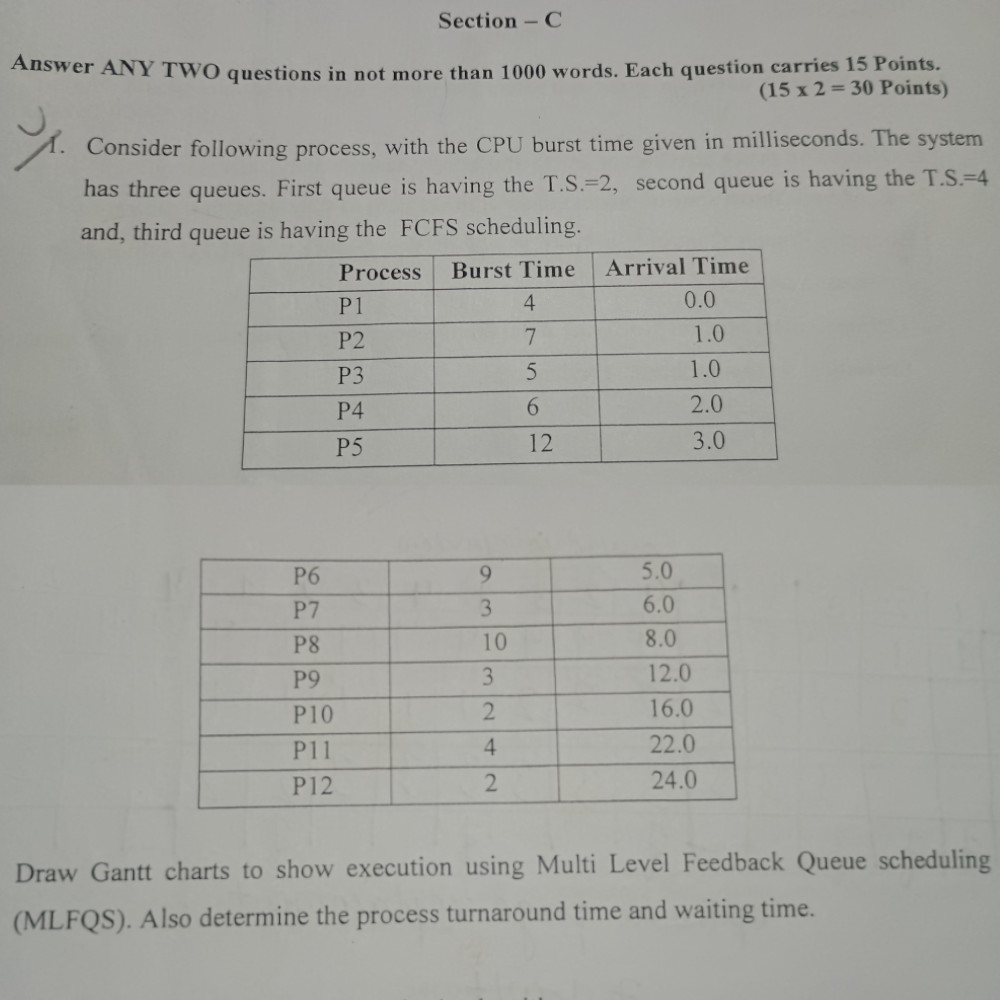 Section – C
Answer ANY TWO questions in not more than 1000 words. Each question carries 15 Points.
(15 x 2 = 30 Points)
1. Consider following process, with the CPU burst time given in milliseconds. The system
has three queues. First queue is having the T.S.=2, second queue is having the T.S.=4
and, third queue is having the FCFS scheduling.
Process Burst Time Arrival Time
P1 4 0.0
P2 7 1.0
P3 5 1.0
P4 6 2.0
P5 12 3.0
P6 9 5.0
P7 3 6.0
P8 10 8.0
P9 3 12.0
P10 2 16.0
P11 4 22.0
P12 2 24.0
Draw Gantt charts to show execution using Multi Level Feedback Queue scheduling
(MLFQS). Also determine the process turnaround time and waiting time.